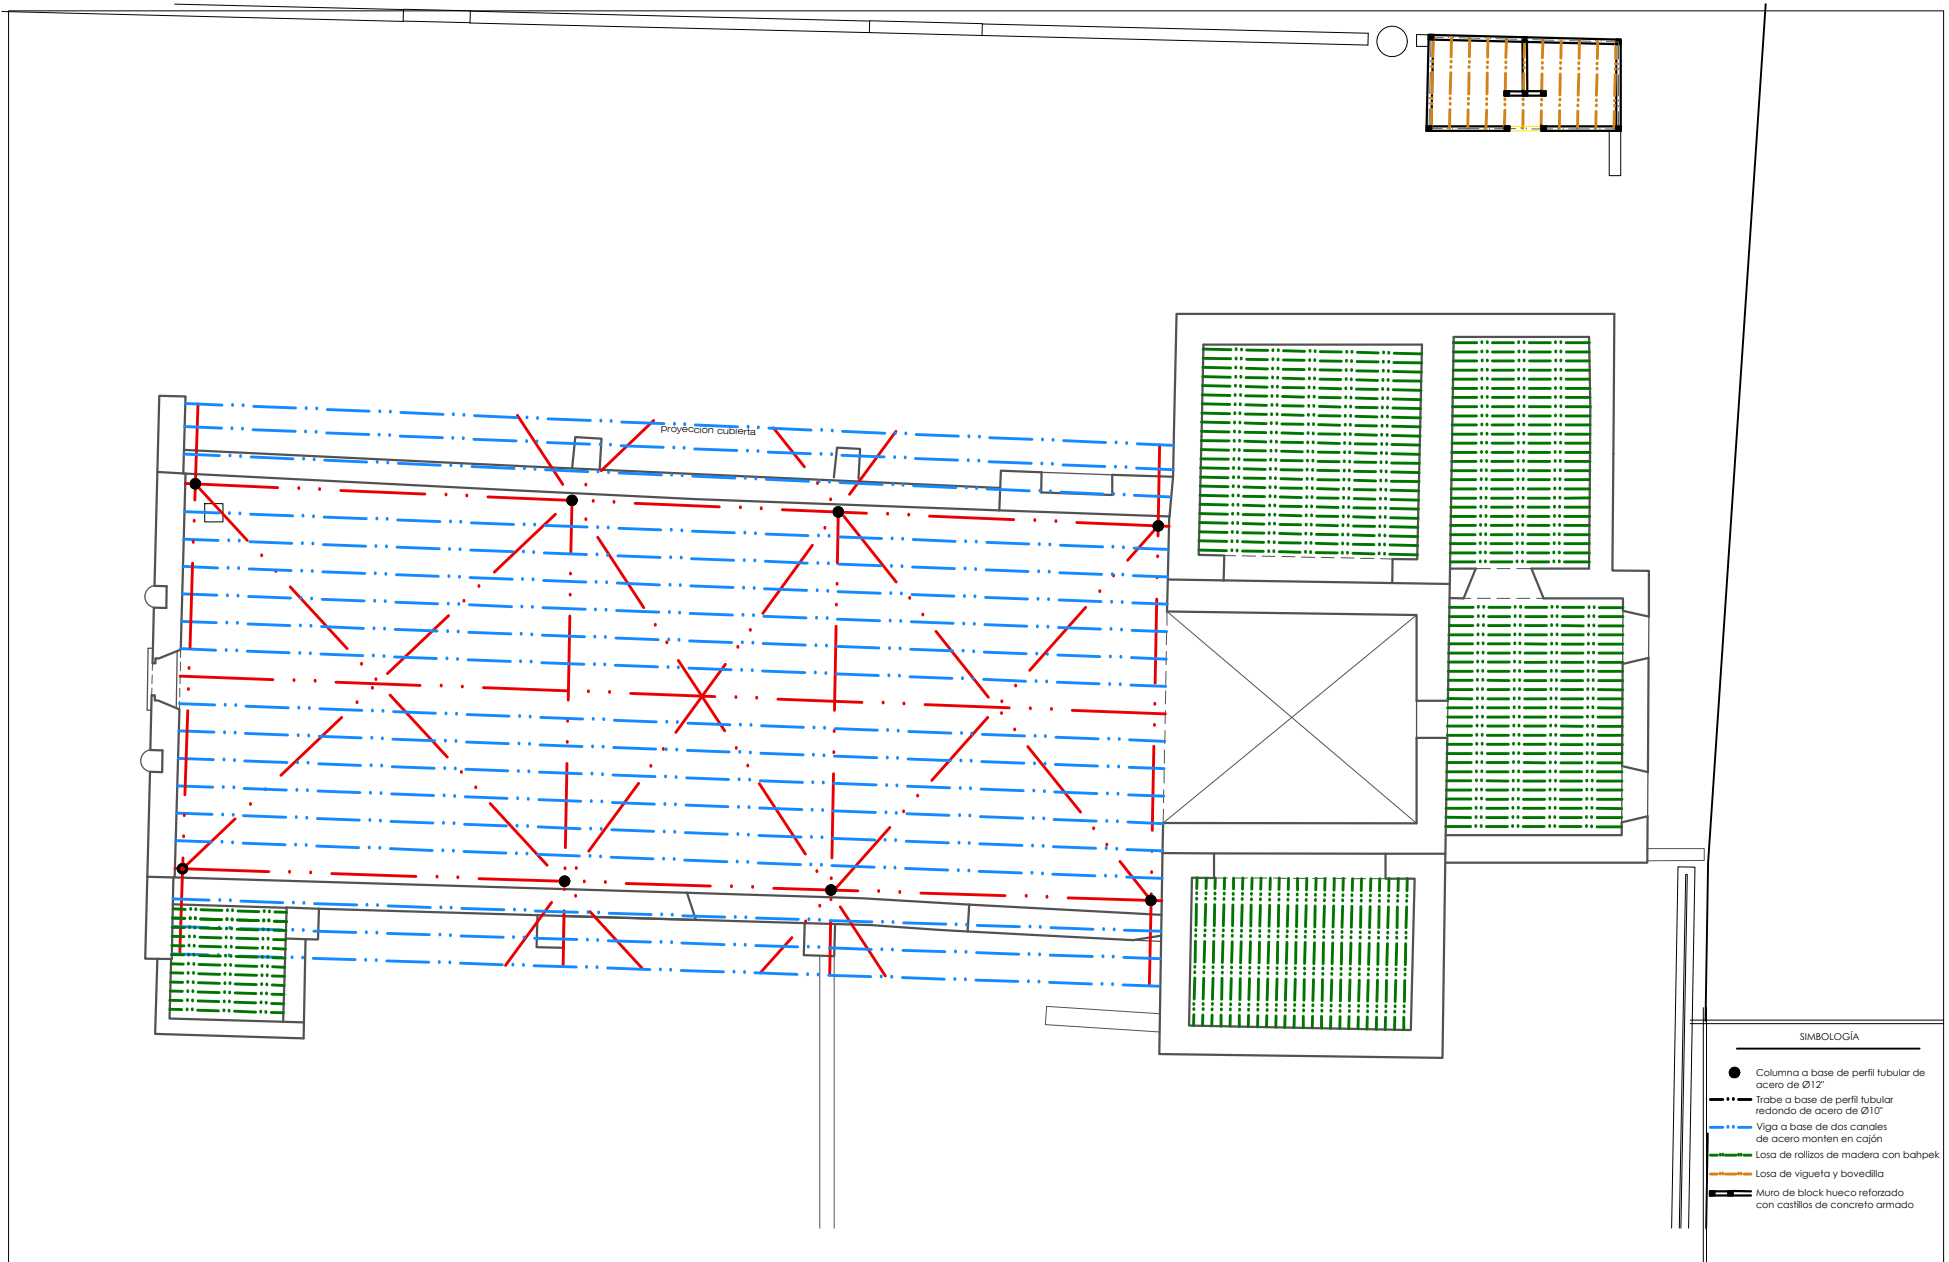 Proyección cubierta
SIMBOLOGÍA
Columna a base de perfil tubular de
acero de Ø12"
Trabe a base de perfil tubular
redondo de acero de Ø10"
Viga a base de dos canales
de acero monten en cajón
Losa de rollizos de madera con bahpek
Losa de vigueta y bovedilla
Muro de block hueco reforzado
con castillos de concreto armado